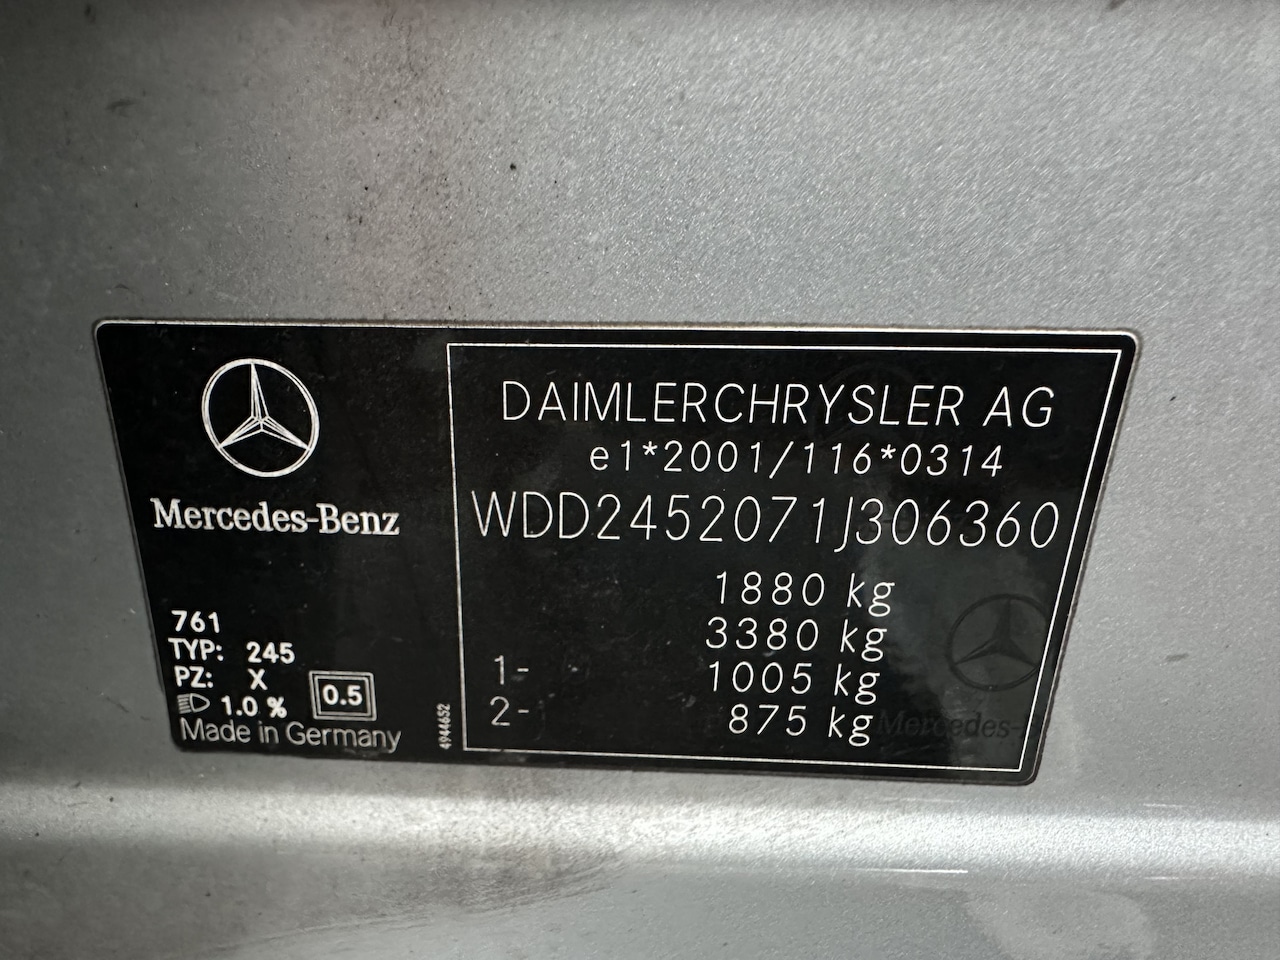 Mercedes-Benz
761
TYP: 245
PZ: X
1.0 %
0.5
Made in Germany
4944652
DAIMLERCHRYSLER AG
e1*2001/116*0314
WDD2452071J306360
1880 kg
3380 kg
1- 1005 kg
2- 875 kg
Mercedes-